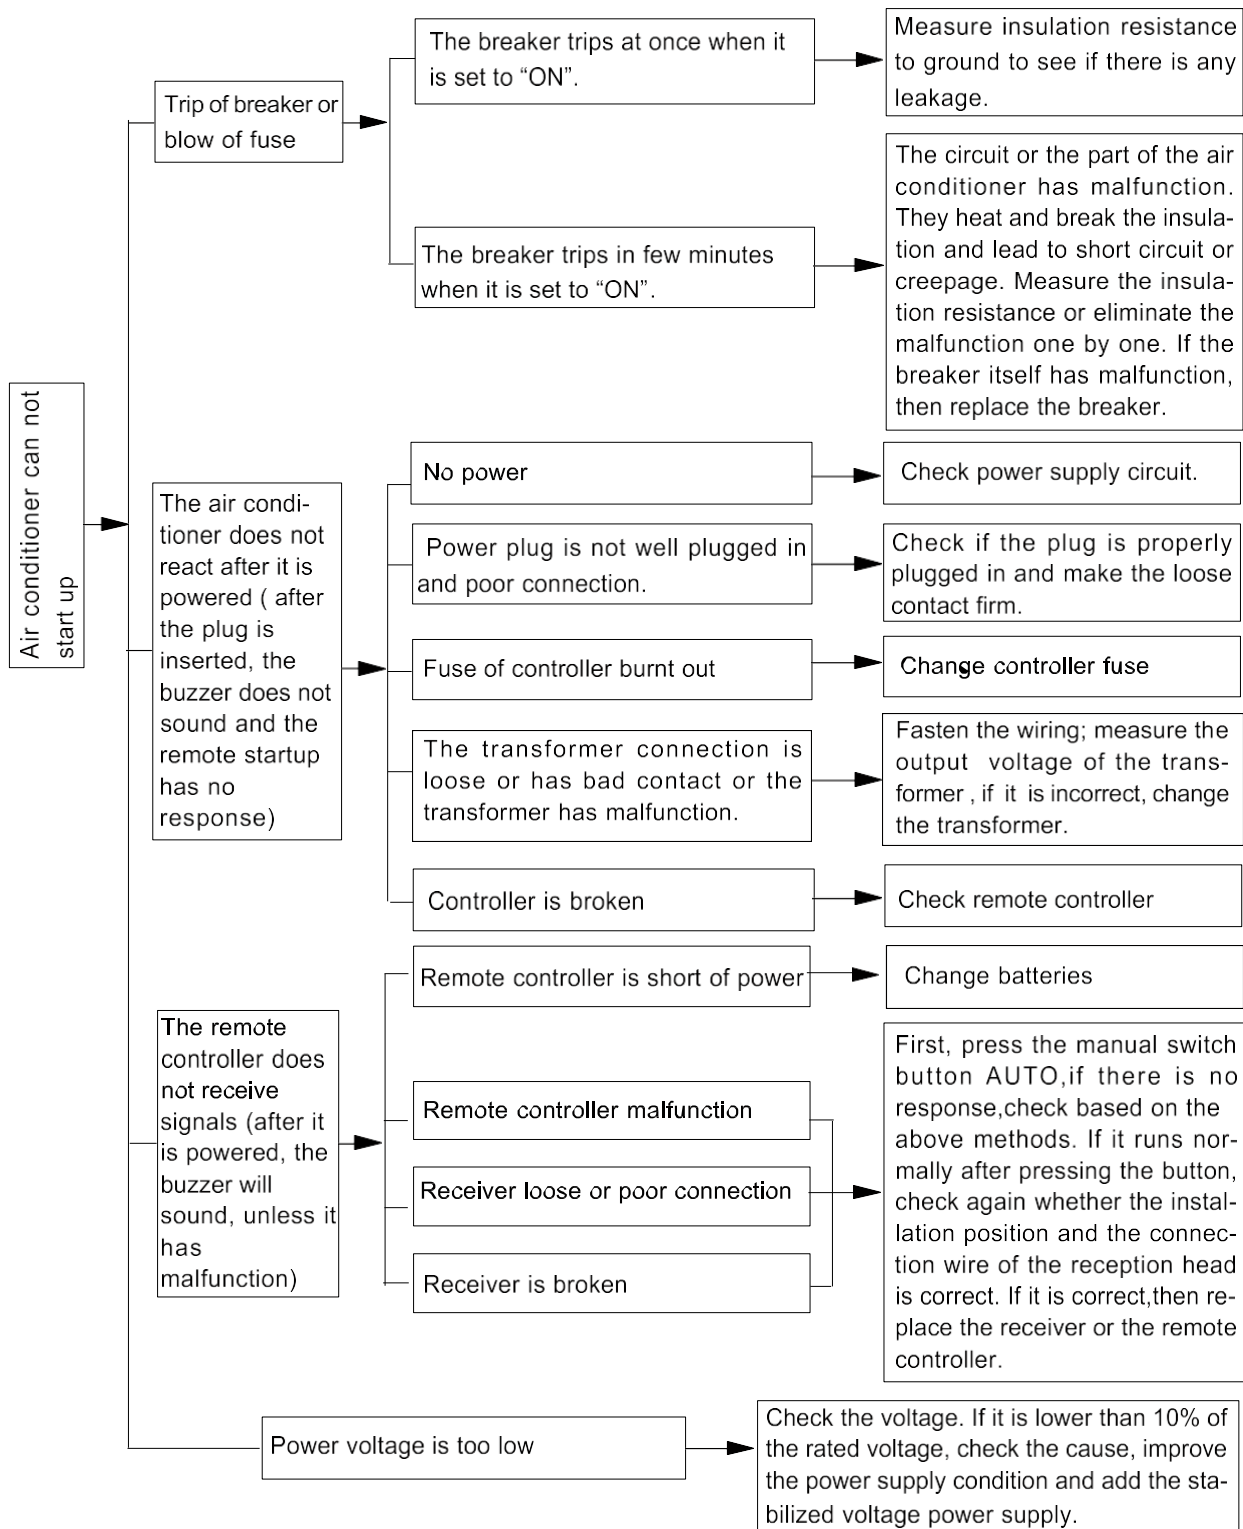 Air conditioner can not
start up
Trip of breaker or
blow of fuse
The breaker trips at once when it
is set to “ON”.
Measure insulation resistance
to ground to see if there is any
leakage.
The breaker trips in few minutes
when it is set to “ON”.
The circuit or the part of the air
conditioner has malfunction.
They heat and break the insula-
tion and lead to short circuit or
creepage. Measure the insula-
tion resistance or eliminate the
malfunction one by one. If the
breaker itself has malfunction,
then replace the breaker.
The air condi-
tioner does not
react after it is
powered ( after
the plug is
inserted, the
buzzer does not
sound and the
remote startup
has no
response)
No power
Check power supply circuit.
Power plug is not well plugged in
and poor connection.
Check if the plug is properly
plugged in and make the loose
contact firm.
Fuse of controller burnt out
Change controller fuse
The transformer connection is
loose or has bad contact or the
transformer has malfunction.
Fasten the wiring; measure the
output voltage of the trans-
former , if it is incorrect, change
the transformer.
Controller is broken
Check remote controller
The remote
controller does
not receive
signals (after it
is powered, the
buzzer will
sound, unless it
has
malfunction)
Remote controller is short of power
Change batteries
Remote controller malfunction
Receiver loose or poor connection
Receiver is broken
First, press the manual switch
button AUTO,if there is no
response,check based on the
above methods. If it runs nor-
mally after pressing the button,
check again whether the instal-
lation position and the connec-
tion wire of the reception head
is correct. If it is correct,then re-
place the receiver or the remote
controller.
Power voltage is too low
Check the voltage. If it is lower than 10% of
the rated voltage, check the cause, improve
the power supply condition and add the sta-
bilized voltage power supply.